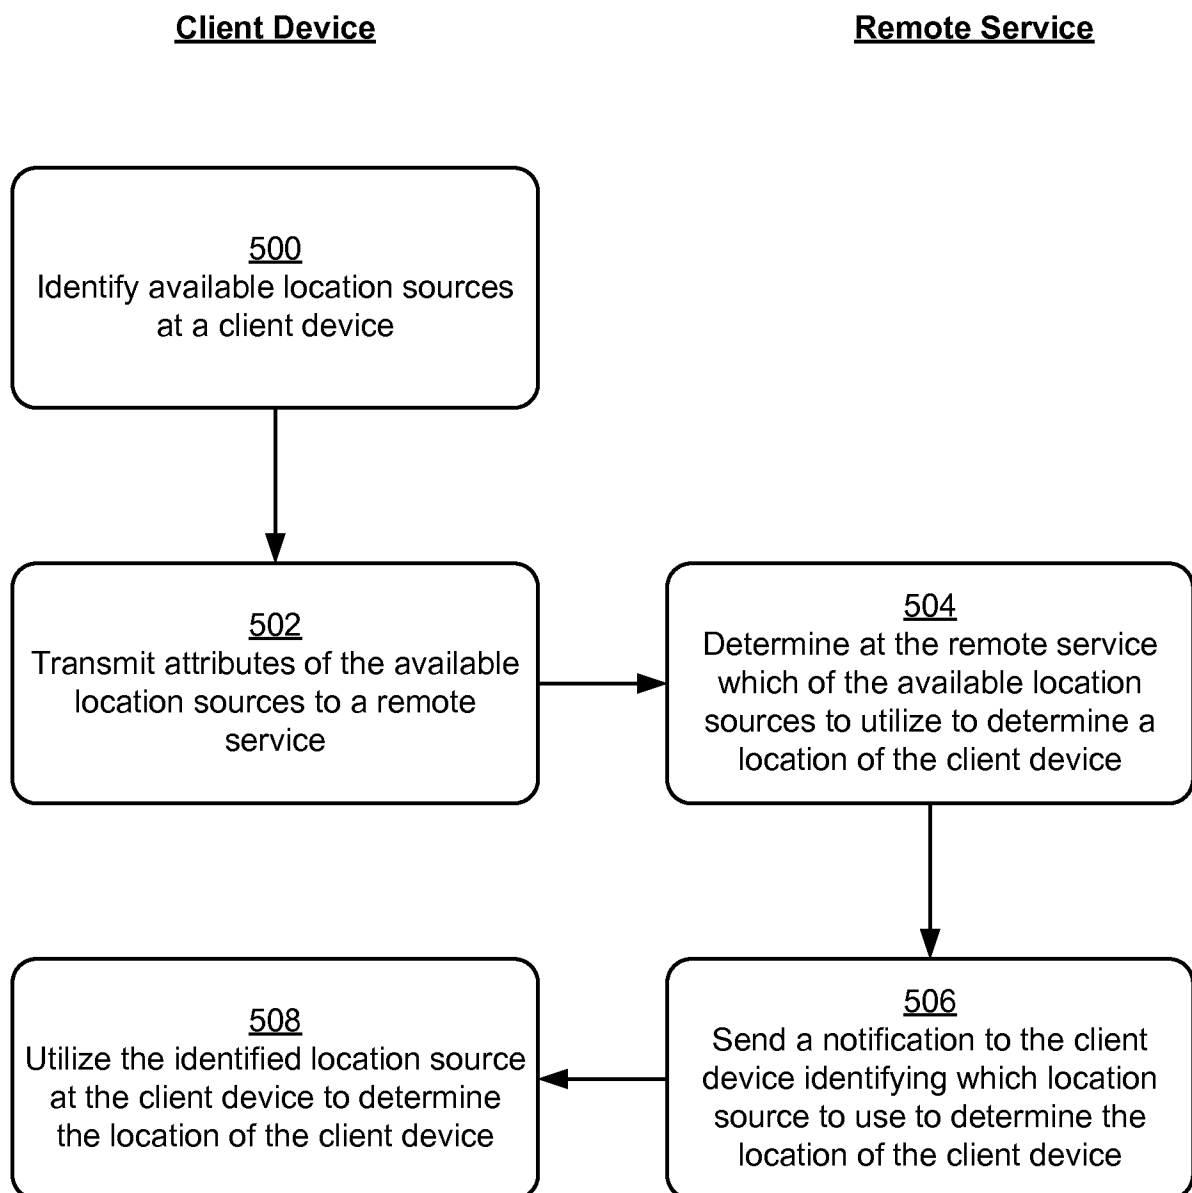 Client Device
Remote Service
500
Identify available location sources
at a client device
502
Transmit attributes of the available
location sources to a remote
service
504
Determine at the remote service
which of the available location
sources to utilize to determine a
location of the client device
506
Send a notification to the client
device identifying which location
source to use to determine the
location of the client device
508
Utilize the identified location source
at the client device to determine
the location of the client device